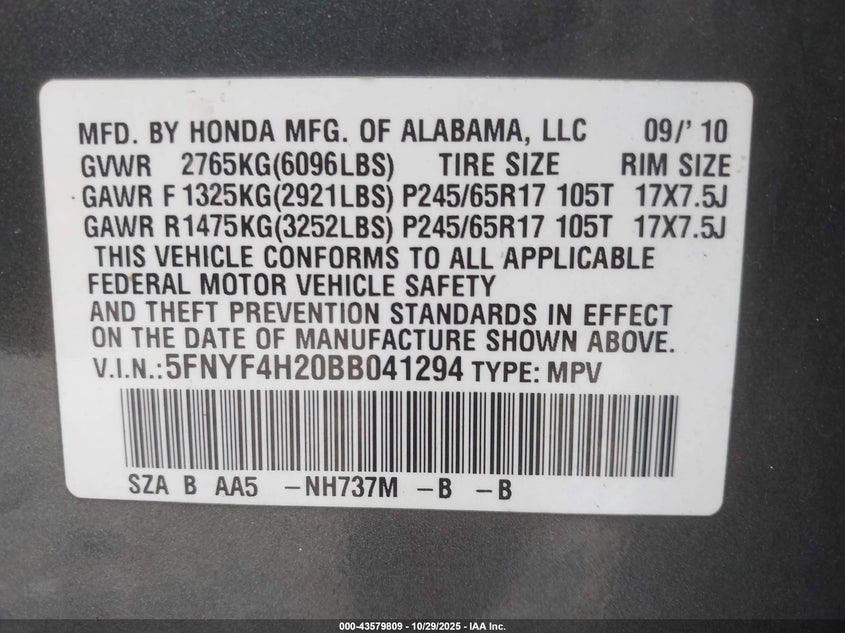 MFD. BY HONDA MFG. OF ALABAMA, LLC 09/' 10
GVWR 2765KG(6096LBS) TIRE SIZE RIM SIZE
GAWR F 1325KG(2921LBS) P245/65R17 105T 17X7.5J
GAWR R1475KG(3252LBS) P245/65R17 105T 17X7.5J
THIS VEHICLE CONFORMS TO ALL APPLICABLE
FEDERAL MOTOR VEHICLE SAFETY
AND THEFT PREVENTION STANDARDS IN EFFECT
ON THE DATE OF MANUFACTURE SHOWN ABOVE.
V.I.N.:5FNYF4H20BB041294 TYPE: MPV
SZA B AA5 -NH737M -B -B
000-43579809 - 10/29/2025 - IAA Inc.